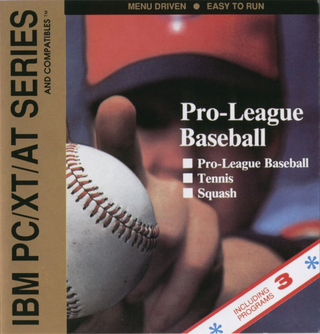 MENU DRIVEN ● EASY TO RUN
IBM PC/XT/AT SERIES
AND COMPATIBLES™
Pro-League
Baseball
■ Pro-League Baseball
■ Tennis
■ Squash
INCLUDING
3
PROGRAMS